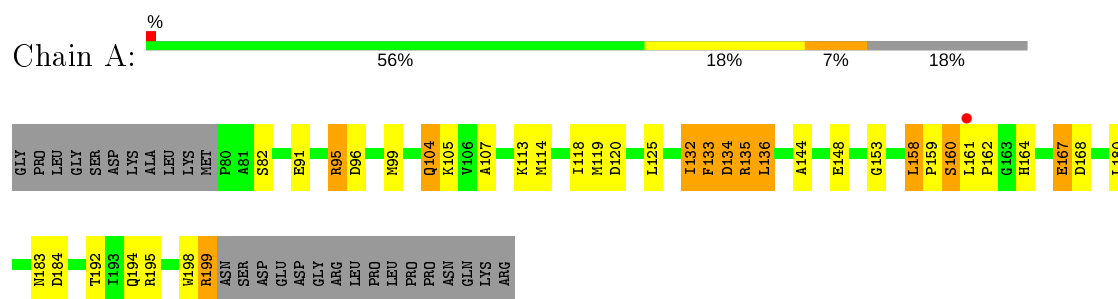 %
Chain A:
56% 18% 7% 18%
GLY PRO LEU GLY SER ASP LYS ALA LEU LYS MET P80 A81 S82 E91 R95 D96 M99 Q104 K105 V106 A107 K113 M114 I118 M119 D120 L125 I132 F133 D134 R135 L136 A144 E148 G153 L158 P159 S160 L161 P162 G163 H164 E167 D168 L180
N183 D184 T192 I193 Q194 R195 W198 R199 ASN SER ASP GLU ASP GLY ARG LEU PRO LEU PRO PRO ASN GLN LYS ARG